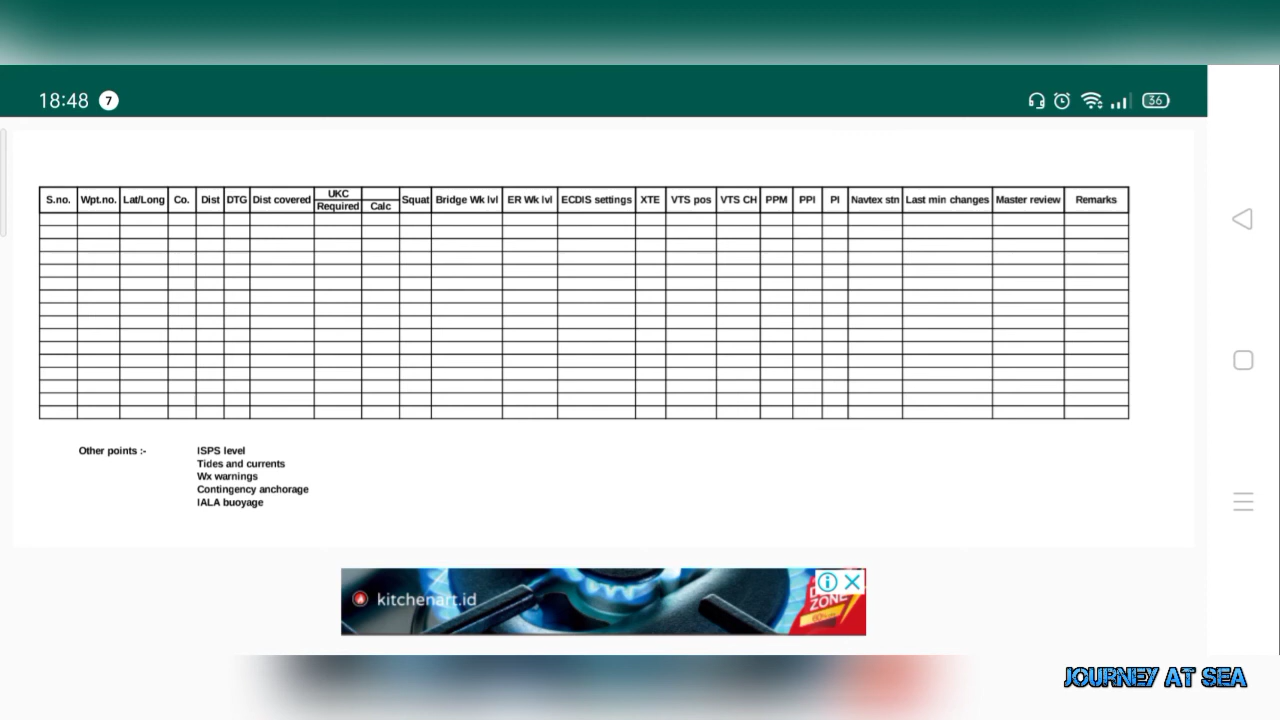 18:48 7 36
S.no. Wpt.no. Lat/Long Co. Dist DTG Dist covered UKC Required Calc Squat Bridge Wk lvl ER Wk lvl ECDIS settings XTE VTS pos VTS CH PPM PPI PI Navtex stn Last min changes Master review Remarks
Other points :- ISPS level
Tides and currents
Wx warnings
Contingency anchorage
IALA buoyage
kitchenart.id
ZONE
JOURNEY AT SEA